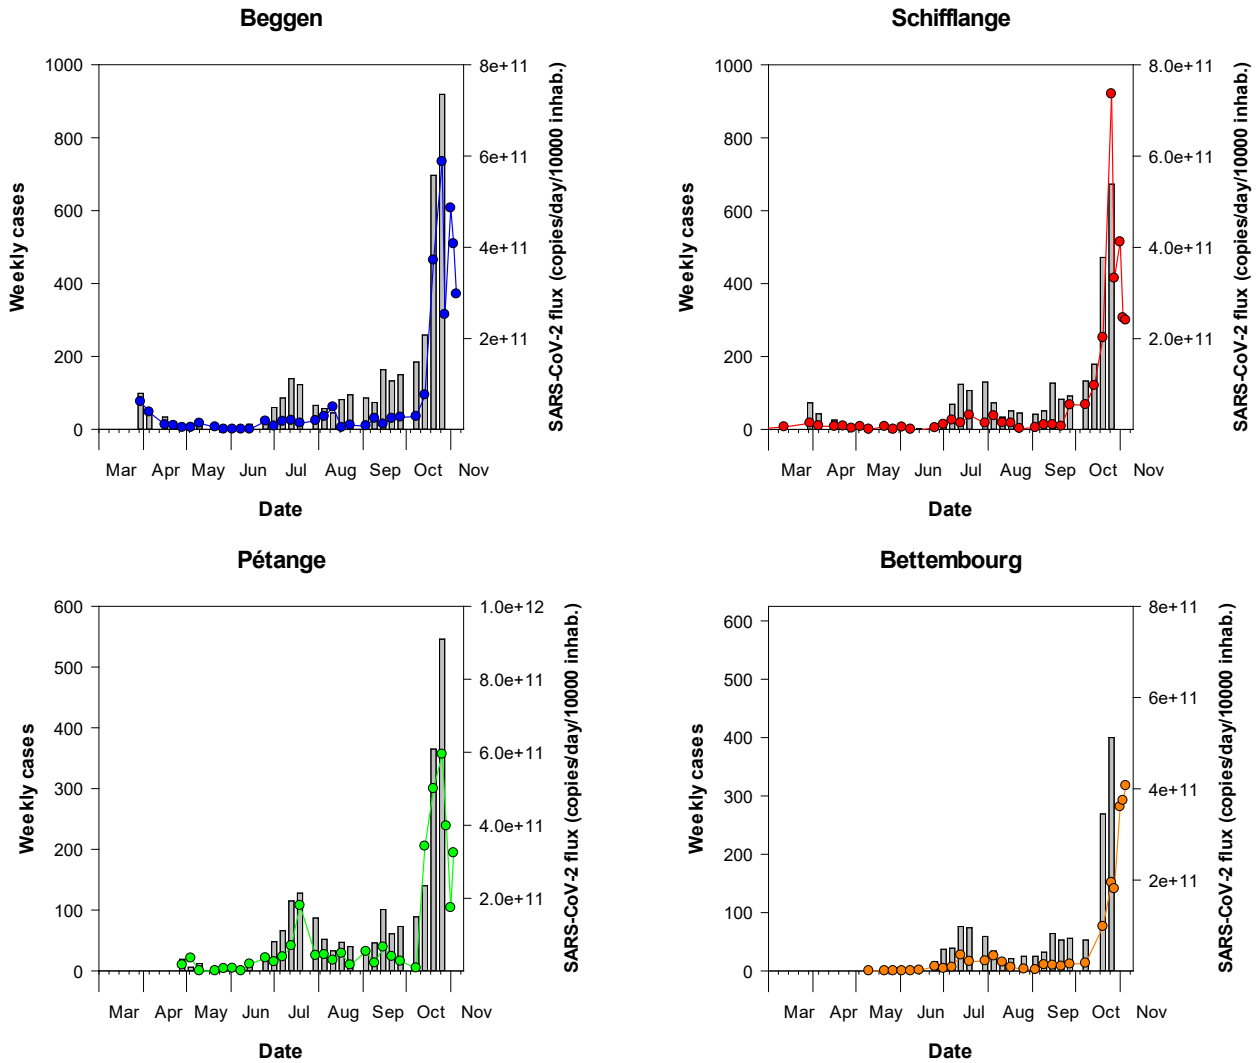 Beggen
Weekly cases
1000
800
600
400
200
0
8e+11
6e+11
4e+11
2e+11
SARS-CoV-2 flux (copies/day/10000 inhab.)
Mar Apr May Jun Jul Aug Sep Oct Nov
Date
Schifflange
Weekly cases
1000
800
600
400
200
0
8.0e+11
6.0e+11
4.0e+11
2.0e+11
SARS-CoV-2 flux (copies/day/10000 inhab.)
Mar Apr May Jun Jul Aug Sep Oct Nov
Date
Pétange
Weekly cases
600
500
400
300
200
100
0
1.0e+12
8.0e+11
6.0e+11
4.0e+11
2.0e+11
SARS-CoV-2 flux (copies/day/10000 inhab.)
Mar Apr May Jun Jul Aug Sep Oct Nov
Date
Bettembourg
Weekly cases
600
500
400
300
200
100
0
8e+11
6e+11
4e+11
2e+11
SARS-CoV-2 flux (copies/day/10000 inhab.)
Mar Apr May Jun Jul Aug Sep Oct Nov
Date